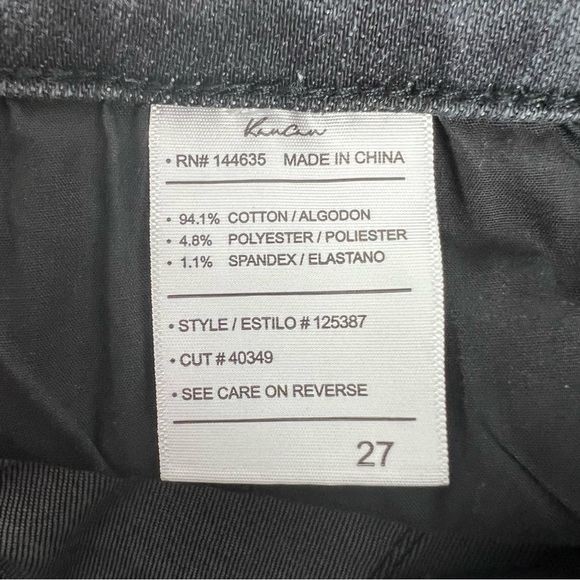 KanCan
• RN# 144635 MADE IN CHINA
• 94.1% COTTON / ALGODON
• 4.8% POLYESTER / POLIESTER
• 1.1% SPANDEX / ELASTANO
• STYLE / ESTILO # 125387
• CUT # 40349
• SEE CARE ON REVERSE
27